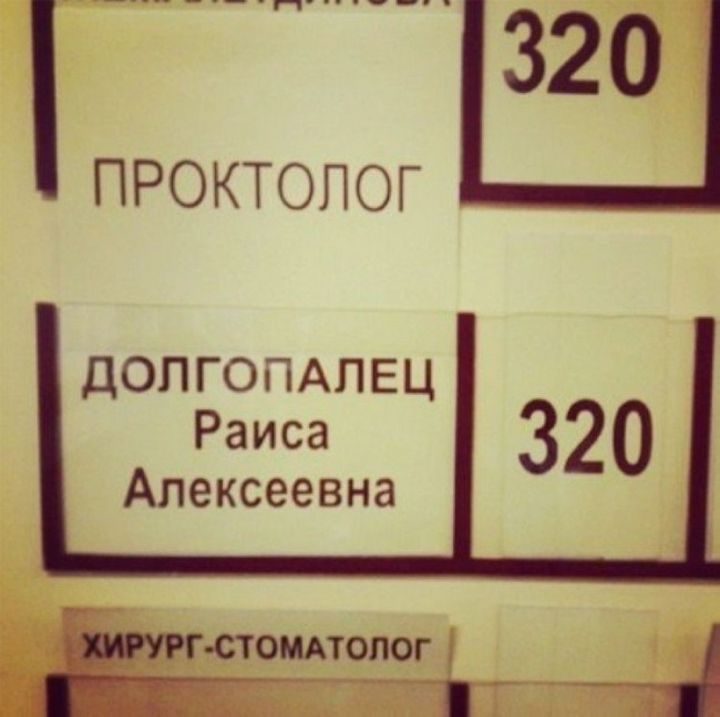 320
ПРОКТОЛОГ
ДОЛГОПАЛЕЦ
Раиса
Алексеевна
320
ХИРУРГ-СТОМАТОЛОГ